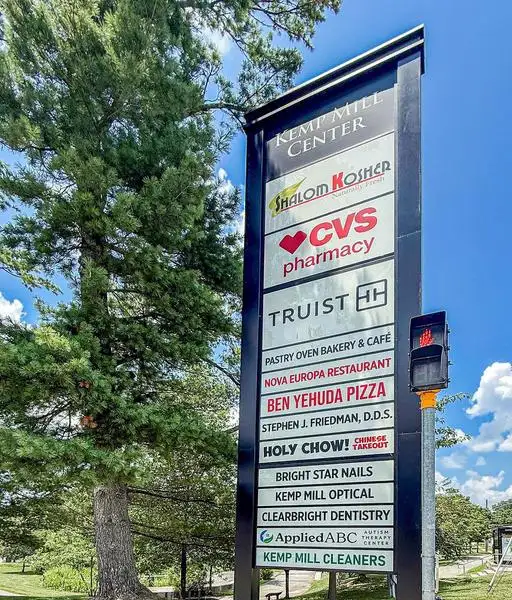 KEMP MILL
CENTER
SHALOM KOSHER
Naturally Fresh
CVS
pharmacy
TRUIST
PASTRY OVEN BAKERY & CAFÉ
NOVA EUROPA RESTAURANT
BEN YEHUDA PIZZA
STEPHEN J. FRIEDMAN, D.D.S.
HOLY CHOW! CHINESE
TAKEOUT
BRIGHT STAR NAILS
KEMP MILL OPTICAL
CLEARBRIGHT DENTISTRY
AppliedABC AUTISM
THERAPY
CENTER
KEMP MILL CLEANERS